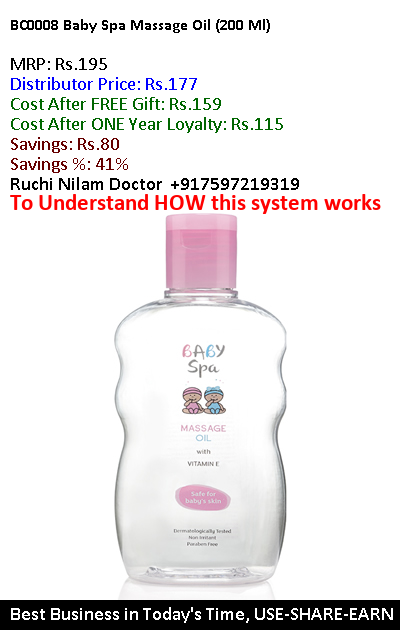 BC0008 Baby Spa Massage Oil (200 Ml)
MRP: Rs.195
Distributor Price: Rs.177
Cost After FREE Gift: Rs.159
Cost After ONE Year Loyalty: Rs.115
Savings: Rs.80
Savings %: 41%
Ruchi Nilam Doctor +917597219319
To Understand HOW this system works
BABY
Spa
MASSAGE
OIL
with
VITAMIN E
Safe for
baby's skin
Dermatologically Tested
Non Irritant
Paraben Free
Best Business in Today's Time, USE-SHARE-EARN